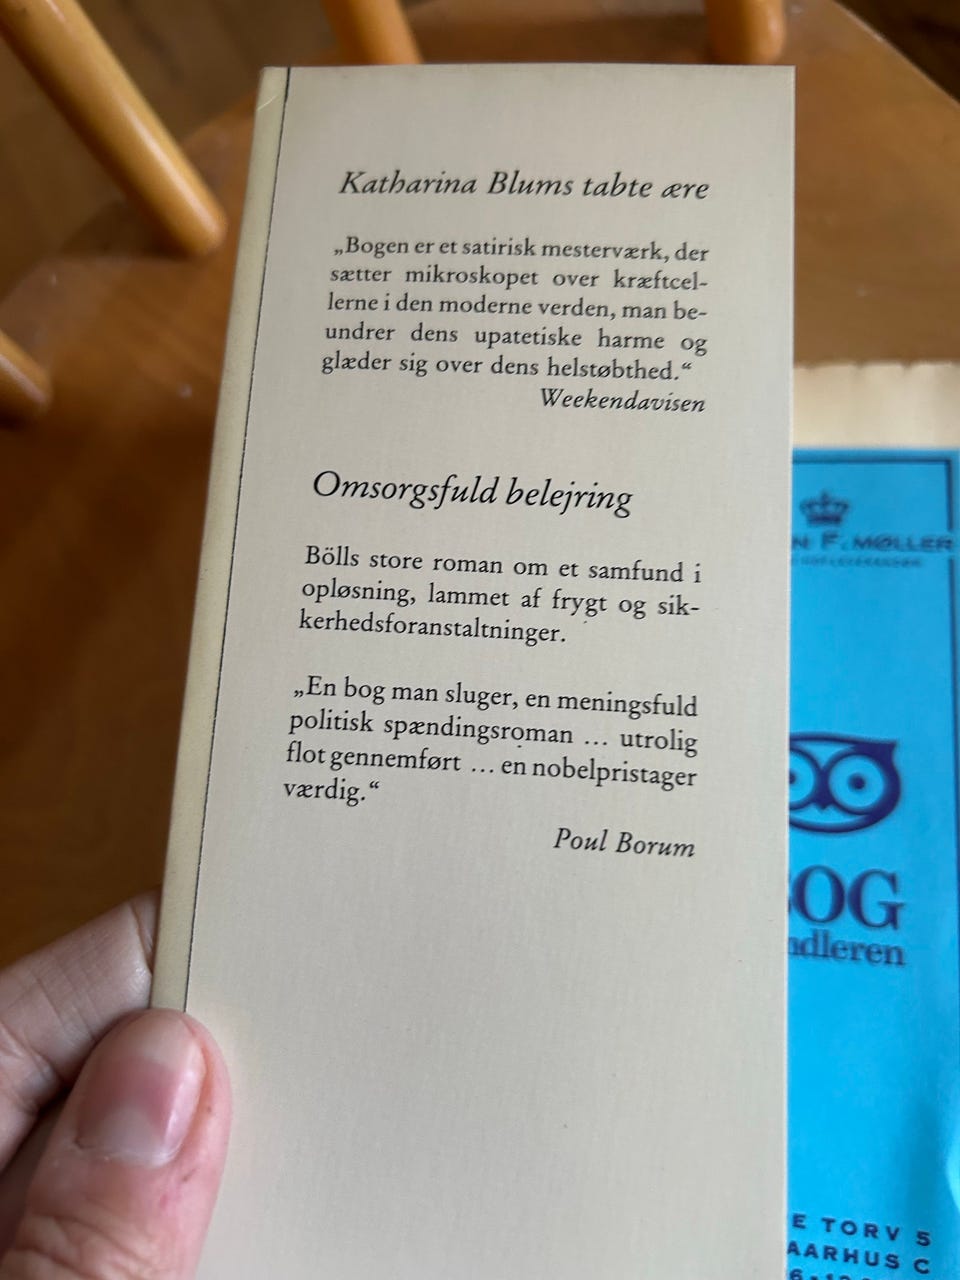 Katharina Blums tabte ære
„Bogen er et satirisk mesterværk, der
sætter mikroskopet over kræftcel-
lerne i den moderne verden, man be-
undrer dens upatetiske harme og
glæder sig over dens helstøbthed.“
Weekendavisen
Omsorgsfuld belejring
Bölls store roman om et samfund i
opløsning, lammet af frygt og sik-
kerhedsforanstaltninger.
„En bog man sluger, en meningsfuld
politisk spændingsroman ... utrolig
flot gennemført ... en nobelpristager
værdig.“
Poul Borum
N F. MØLLER
OG
ndleren
E TORV 5
AARHUS C